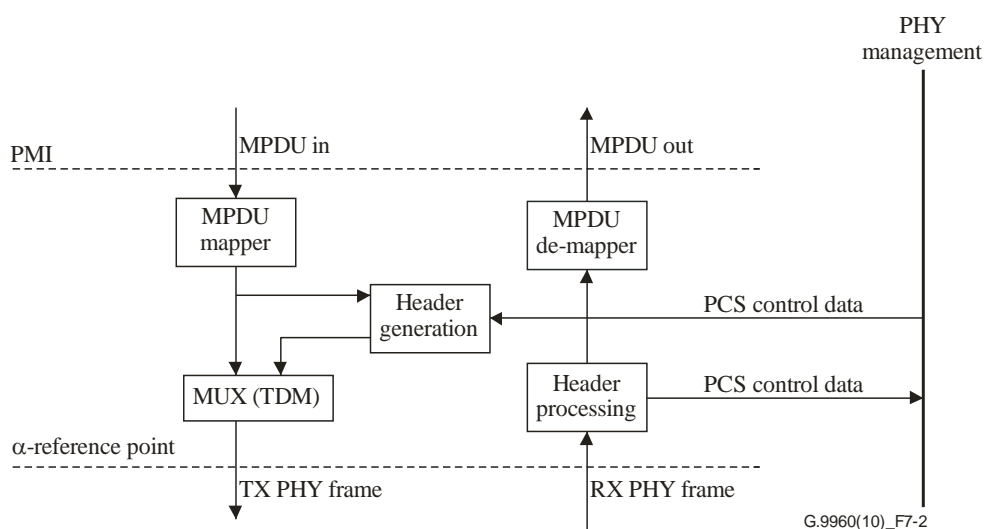 PHY
management
MPDU in
MPDU out
PMI
MPDU
mapper
MPDU
de-mapper
Header
generation
PCS control data
MUX (TDM)
Header
processing
PCS control data
α-reference point
TX PHY frame
RX PHY frame
G.9960(10)_F7-2